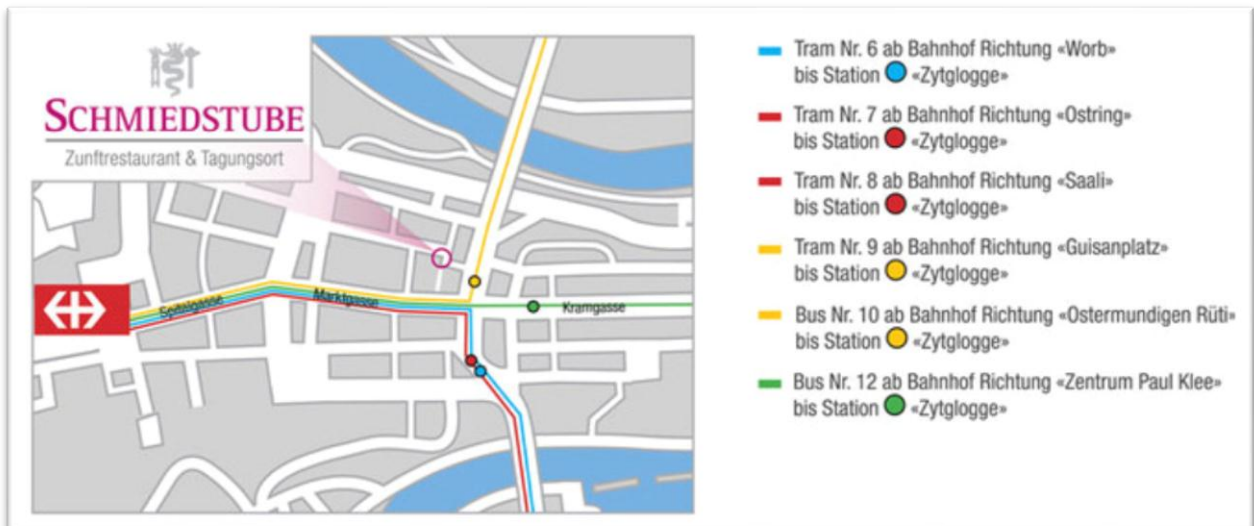 SCHMIEDSTUBE
Zunftrestaurant & Tagungsort
Spitalgasse
Marktgasse
Kramgasse
Tram Nr. 6 ab Bahnhof Richtung «Worb»
bis Station «Zytglogge»
Tram Nr. 7 ab Bahnhof Richtung «Ostring»
bis Station «Zytglogge»
Tram Nr. 8 ab Bahnhof Richtung «Saali»
bis Station «Zytglogge»
Tram Nr. 9 ab Bahnhof Richtung «Guisanplatz»
bis Station «Zytglogge»
Bus Nr. 10 ab Bahnhof Richtung «Ostermundigen Rüti»
bis Station «Zytglogge»
Bus Nr. 12 ab Bahnhof Richtung «Zentrum Paul Klee»
bis Station «Zytglogge»